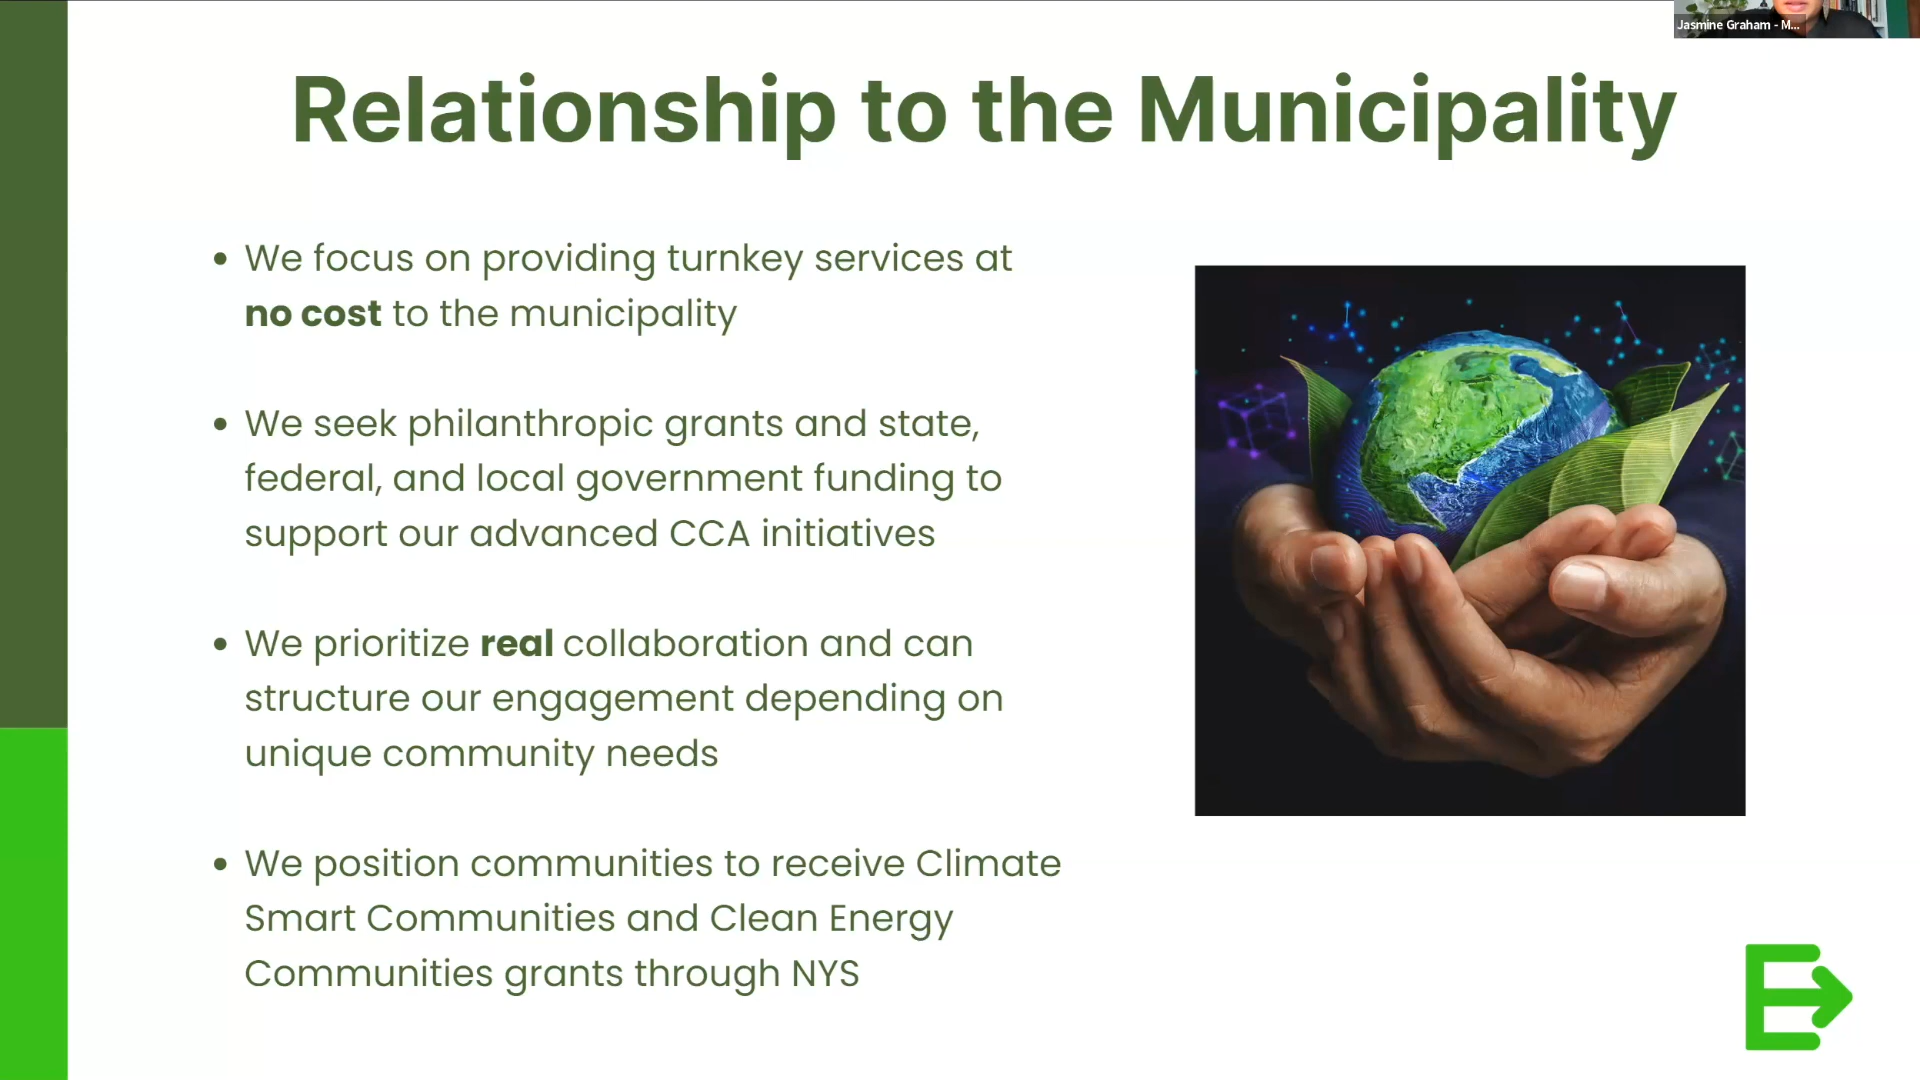 Jasmine Graham - M...
Relationship to the Municipality
• We focus on providing turnkey services at
no cost to the municipality
• We seek philanthropic grants and state,
federal, and local government funding to
support our advanced CCA initiatives
• We prioritize real collaboration and can
structure our engagement depending on
unique community needs
• We position communities to receive Climate
Smart Communities and Clean Energy
Communities grants through NYS